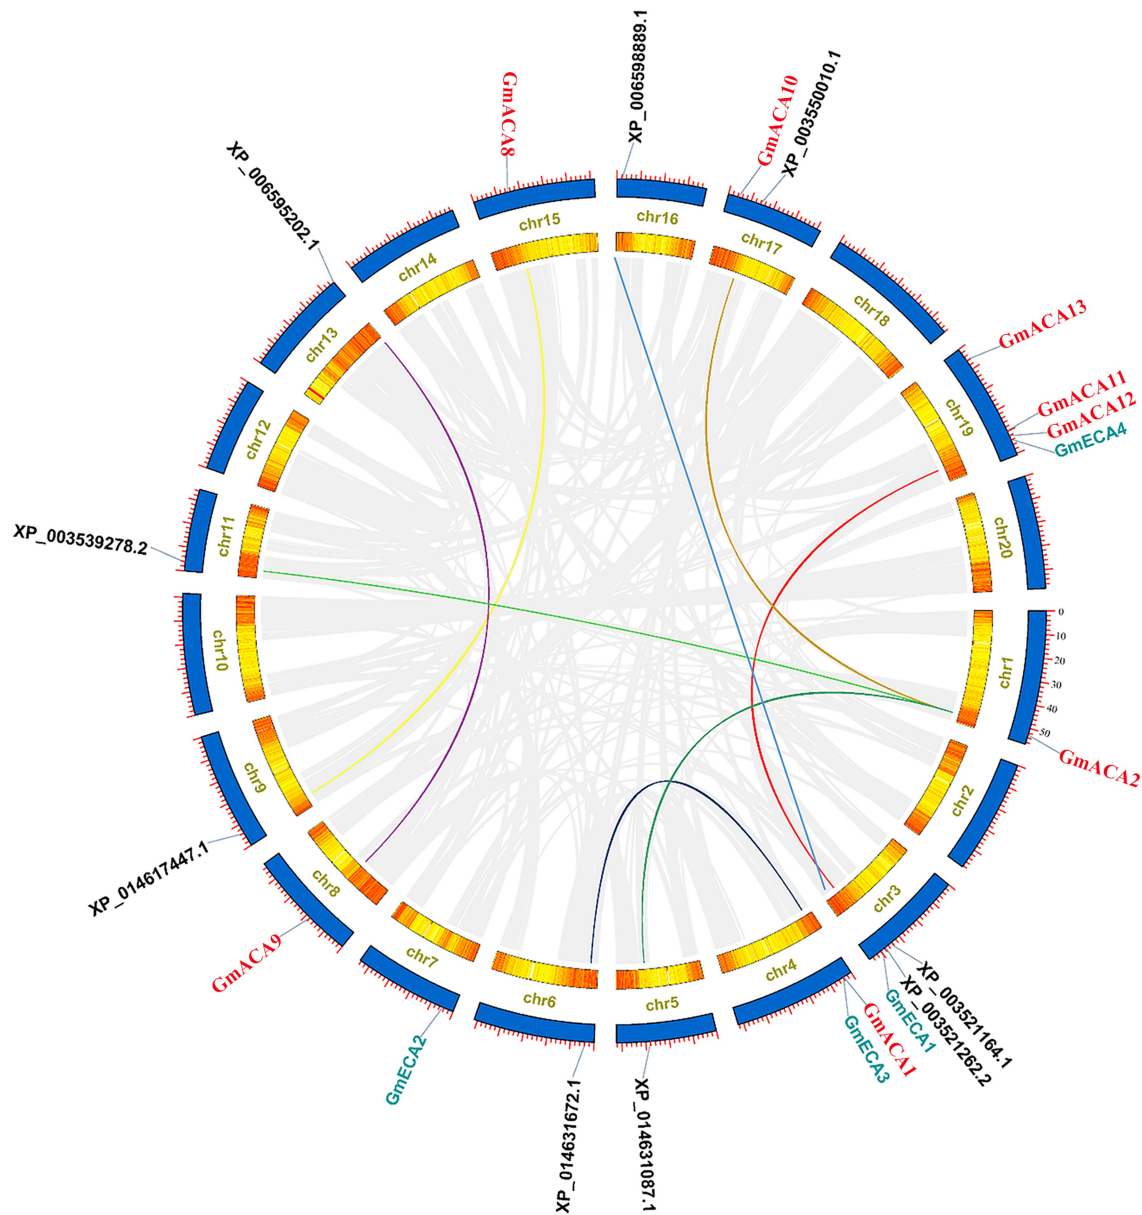 XP_006598889.1
GmACA10
XP_003550010.1
GmACA8
XP_006595202.1
chr15
chr16
chr14
chr17
chr13
chr18
GmACA13
chr12
chr19
GmACA11
GmACA12
GmECA4
XP_003539278.2
chr11
chr20
chr10
chr1
0
10
20
30
40
50
GmACA2
chr9
chr2
XP_014617447.1
chr8
chr3
GmACA9
chr7
chr4
chr6
chr5
XP_003521164.1
XP_003521262.2
GmECA1
GmACA1
GmECA3
GmECA2
XP_014631672.1
XP_014631087.1